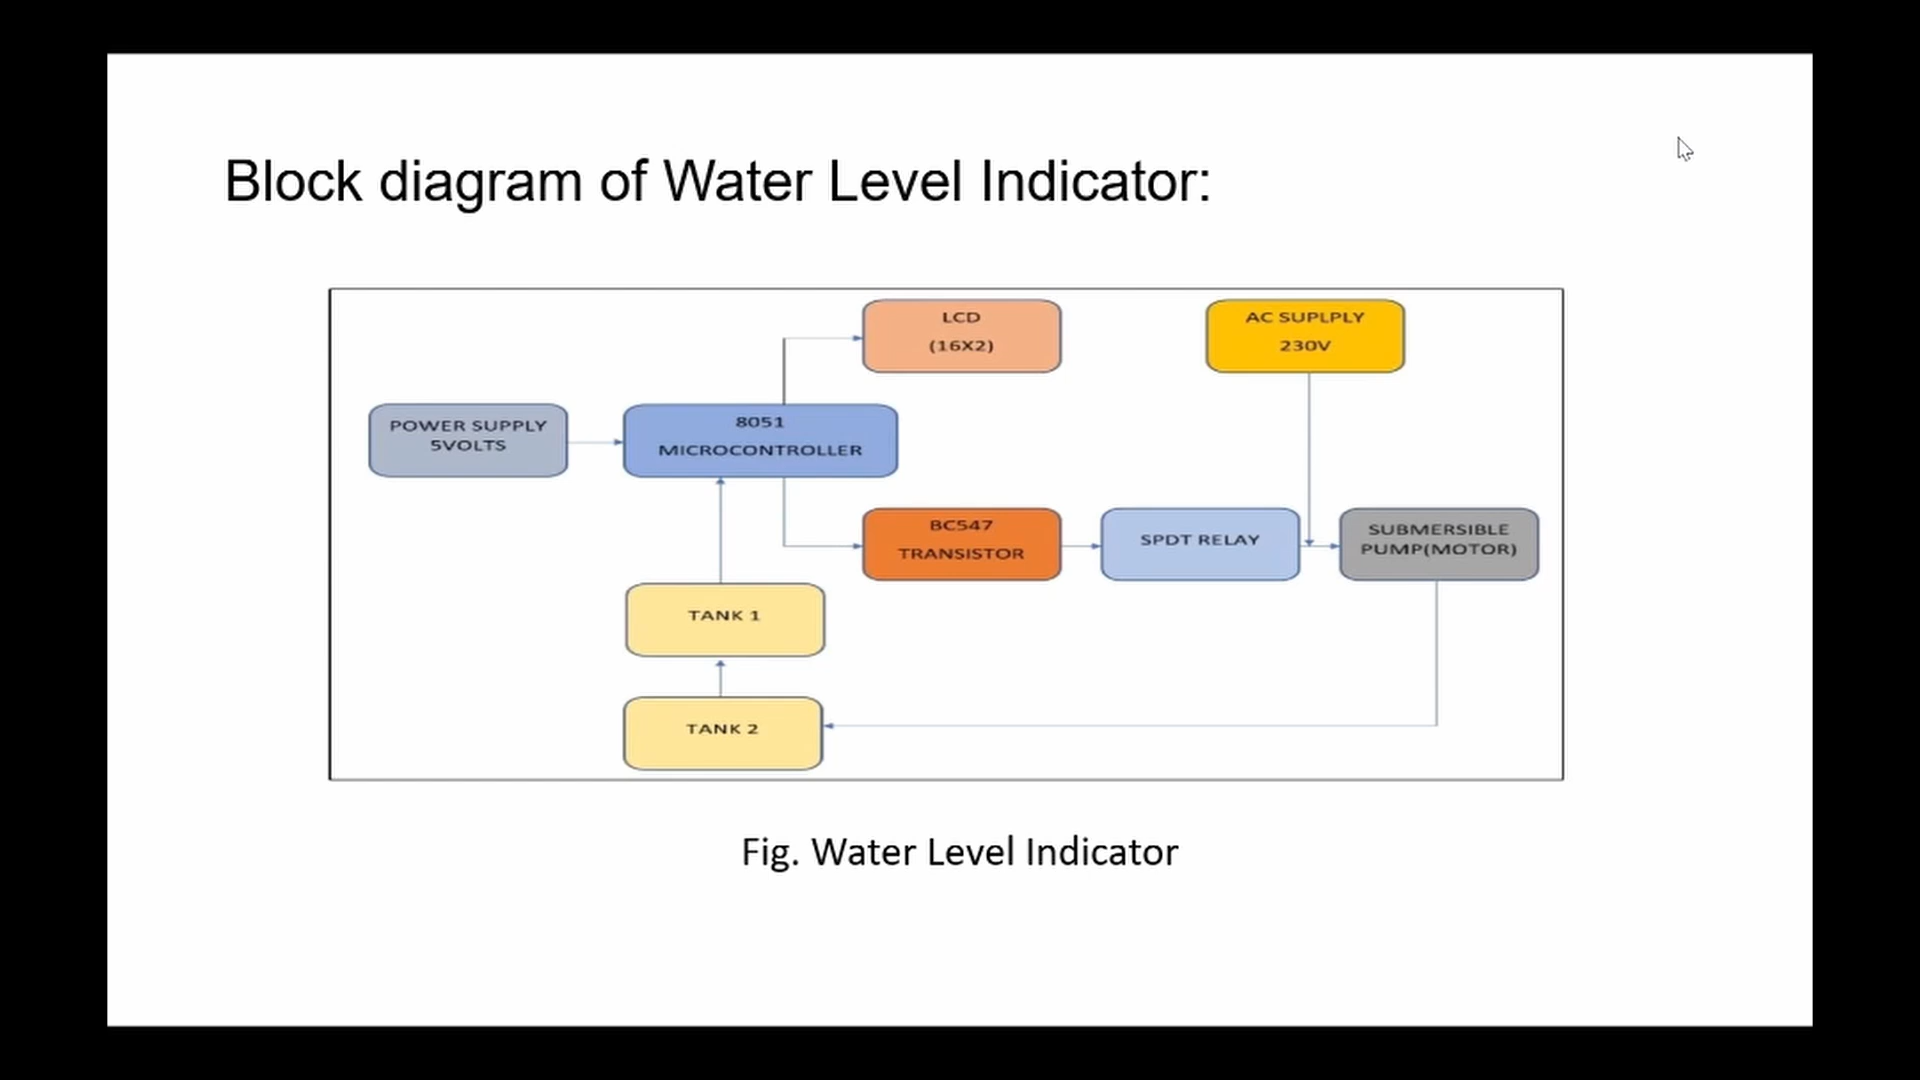 Block diagram of Water Level Indicator:
LCD
(16X2)
AC SUPLPLY
230V
POWER SUPPLY
5VOLTS
8051
MICROCONTROLLER
BC547
TRANSISTOR
SPDT RELAY
SUBMERSIBLE
PUMP(MOTOR)
TANK 1
TANK 2
Fig. Water Level Indicator